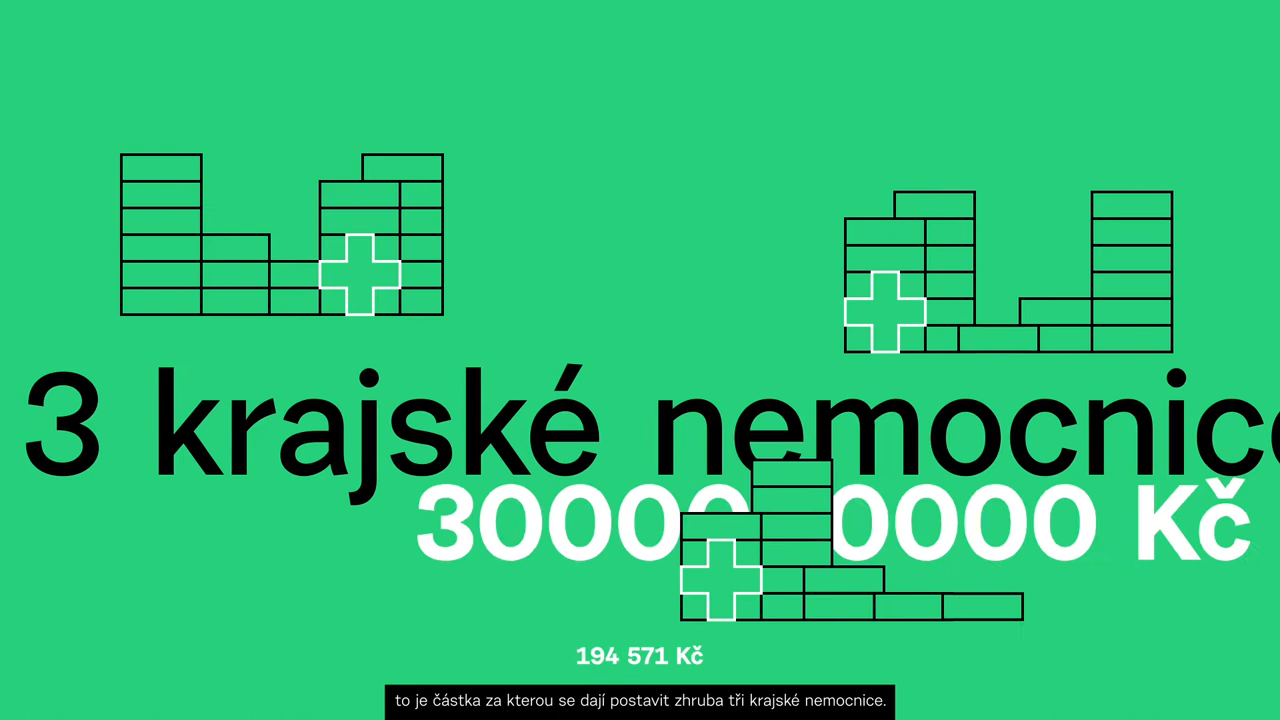 3 krajské nemocnice
30000 0000 Kč
194 571 Kč
to je částka za kterou se dají postavit zhruba tři krajské nemocnice.